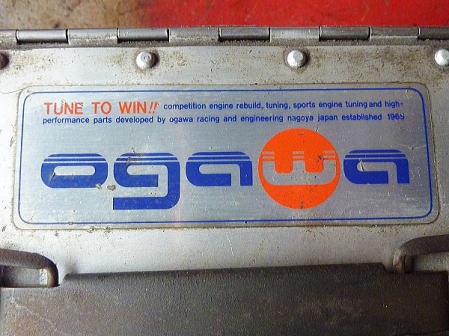 TUNE TO WIN!! competition engine rebuild, tuning, sports engine tuning and high-
performance parts developed by ogawa racing and engineering nagoya japan established 1965
ogawa